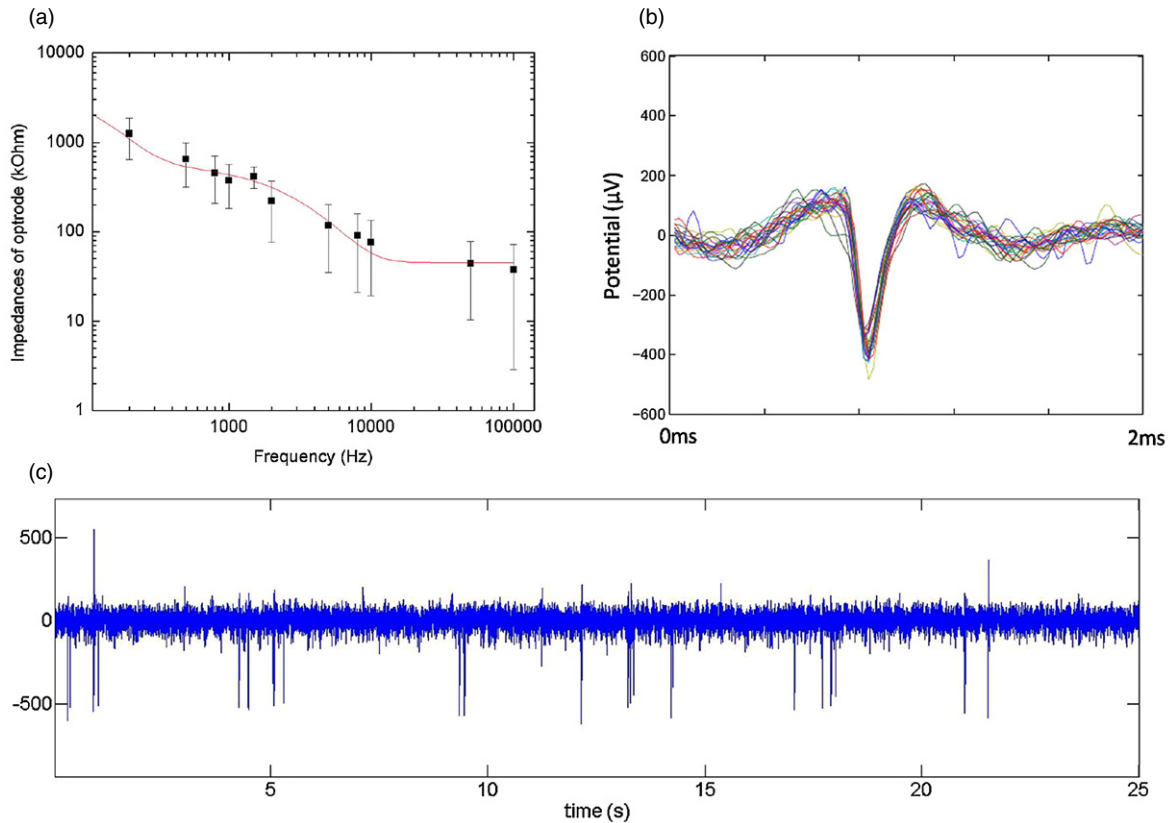 (a)
(b)
10000
1000
100
10
1
Impedances of optrode (kOhm)
1000
10000
100000
Frequency (Hz)
600
400
200
0
−200
−400
−600
Potential (μV)
0ms
2ms
(c)
500
0
-500
5
10
15
20
25
time (s)